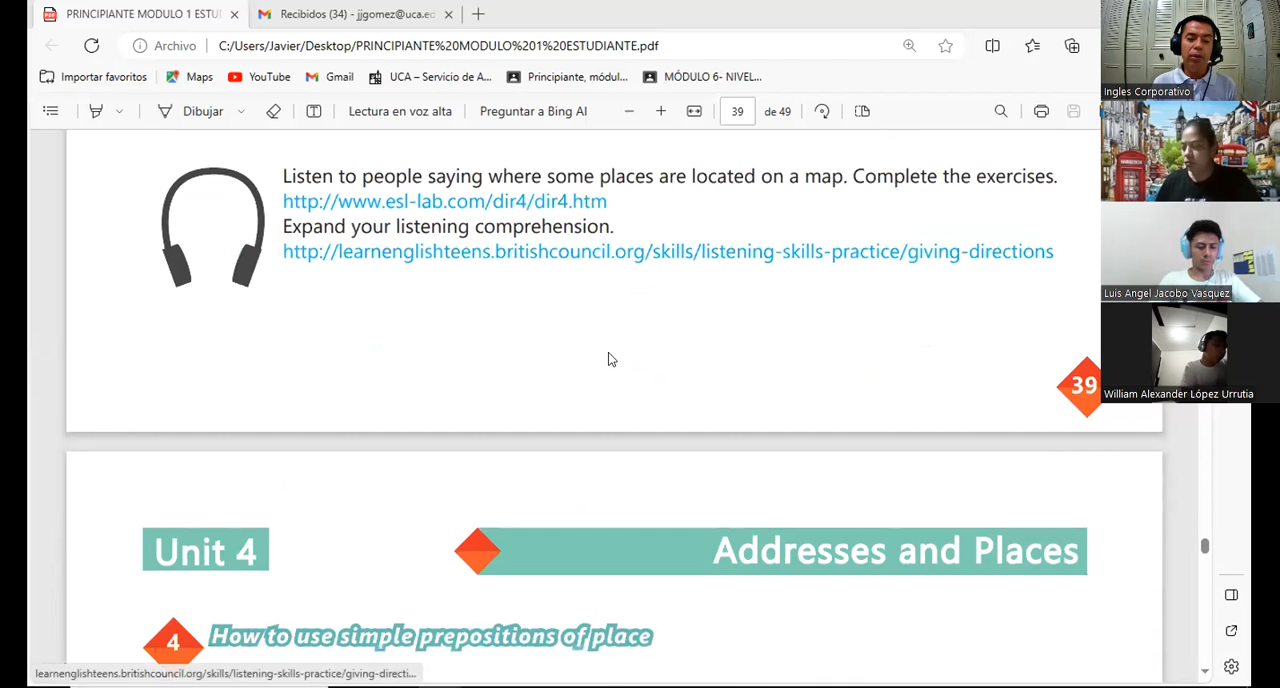 PRINCIPIANTE MODULO 1 ESTUDI
Recibidos (34) - jjgomez@uca.ed
Archivo
C:/Users/Javier/Desktop/PRINCIPIANTE%20MODULO%201%20ESTUDIANTE.pdf
Importar favoritos
Maps
YouTube
Gmail
UCA – Servicio de A...
Principiante, módul...
MÓDULO 6- NIVEL...
Dibujar
Lectura en voz alta
Preguntar a Bing AI
39
de 49
Ingles Corporativo
Luis Angel Jacobo Vasquez
William Alexander López Urrutia
Listen to people saying where some places are located on a map. Complete the exercises.
http://www.esl-lab.com/dir4/dir4.htm
Expand your listening comprehension.
http://learnenglishteens.britishcouncil.org/skills/listening-skills-practice/giving-directions
39
Unit 4
Addresses and Places
4
How to use simple prepositions of place
learnenglishteens.britishcouncil.org/skills/listening-skills-practice/giving-directi...